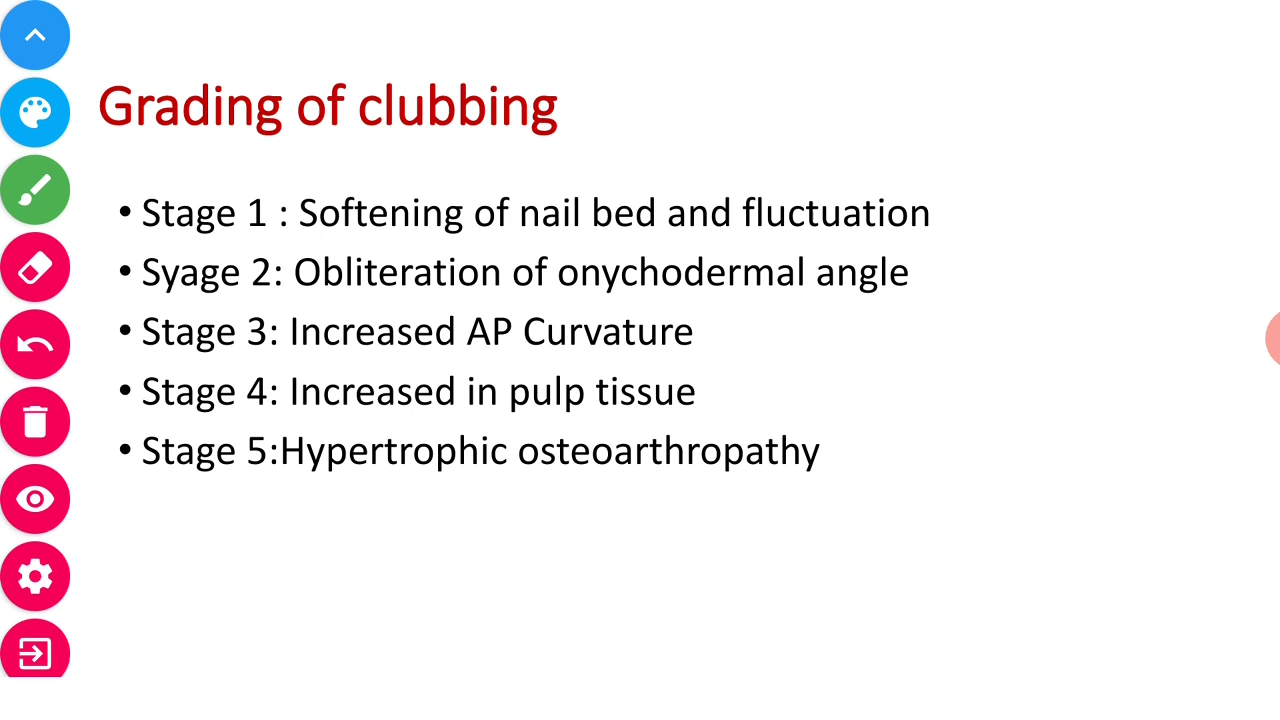 Grading of clubbing
• Stage 1 : Softening of nail bed and fluctuation
• Syage 2: Obliteration of onychodermal angle
• Stage 3: Increased AP Curvature
• Stage 4: Increased in pulp tissue
• Stage 5:Hypertrophic osteoarthropathy